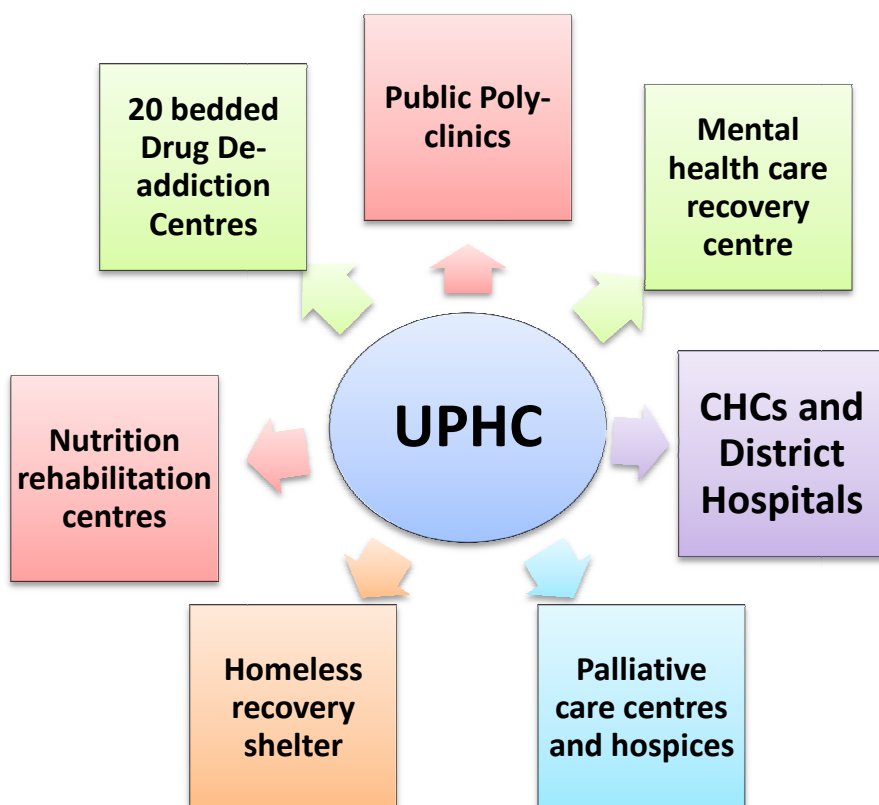 20 bedded
Drug De-
addiction
Centres
Public Poly-
clinics
Mental
health care
recovery
centre
UPHC
CHCs and
District
Hospitals
Nutrition
rehabilitation
centres
Homeless
recovery
shelter
Palliative
care centres
and hospices